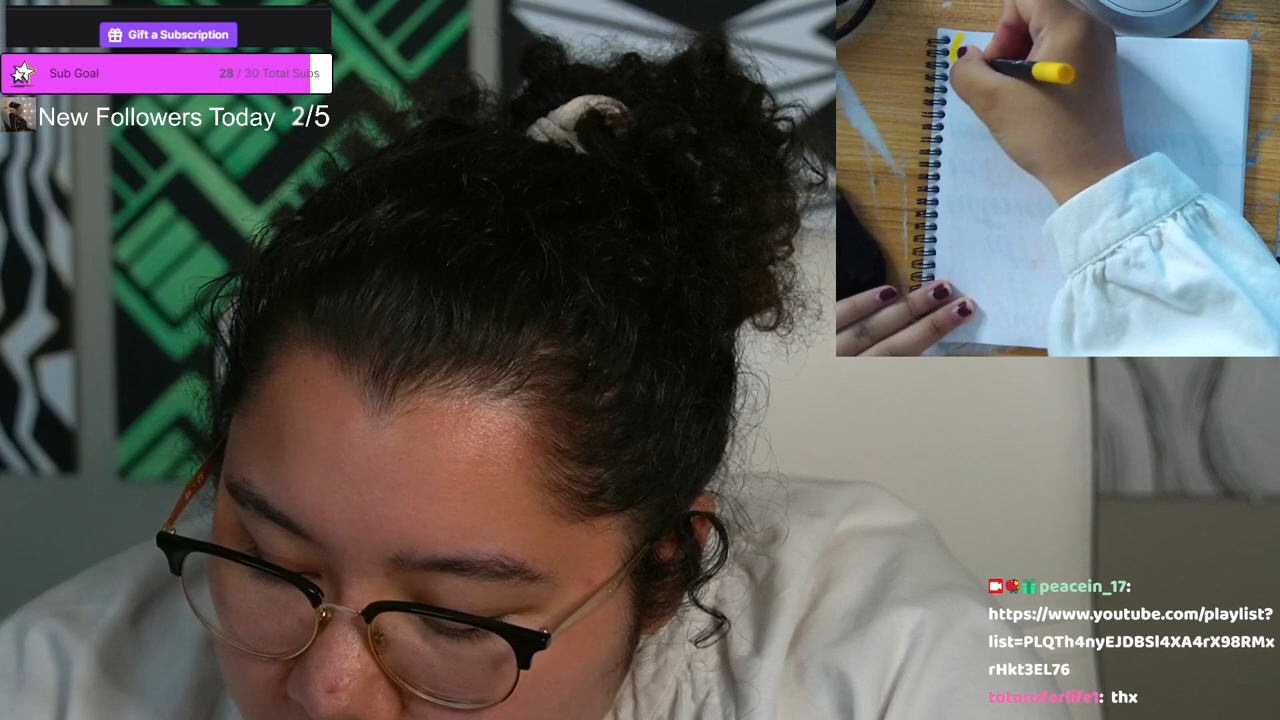 Gift a Subscription
Sub Goal 28 / 30 Total Subs
New Followers Today 2/5
peacein_17:
https://www.youtube.com/playlist?
list=PLQTh4nyEJDBSl4XA4rX98RMx
rHkt3EL76
totoroforlife1: thx